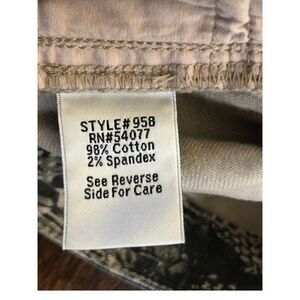 STYLE#958
RN#54077
98% Cotton
2% Spandex
See Reverse
Side For Care